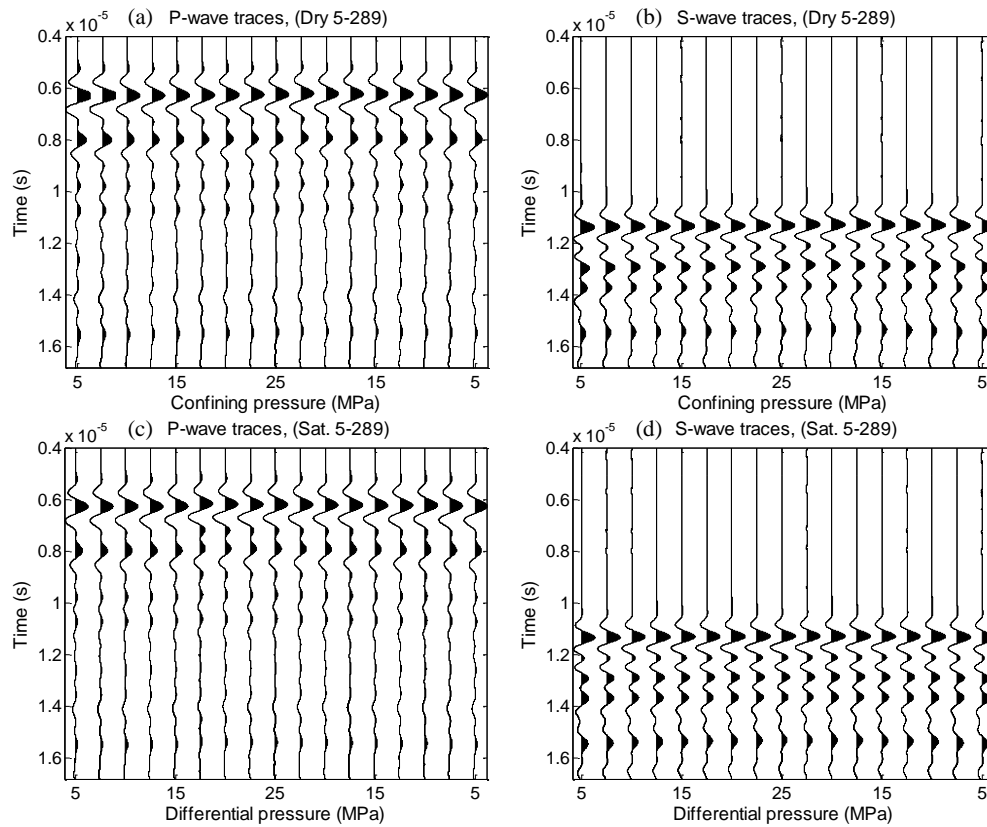 (a) P-wave traces, (Dry 5-289)
x 10-5
0.4
0.6
0.8
1
1.2
1.4
1.6
Time (s)
5 15 25 15 5
Confining pressure (MPa)
(b) S-wave traces, (Dry 5-289)
x 10-5
0.4
0.6
0.8
1
1.2
1.4
1.6
Time (s)
5 15 25 15 5
Confining pressure (MPa)
(c) P-wave traces, (Sat. 5-289)
x 10-5
0.4
0.6
0.8
1
1.2
1.4
1.6
Time (s)
5 15 25 15 5
Differential pressure (MPa)
(d) S-wave traces, (Sat. 5-289)
x 10-5
0.4
0.6
0.8
1
1.2
1.4
1.6
Time (s)
5 15 25 15 5
Differential pressure (MPa)